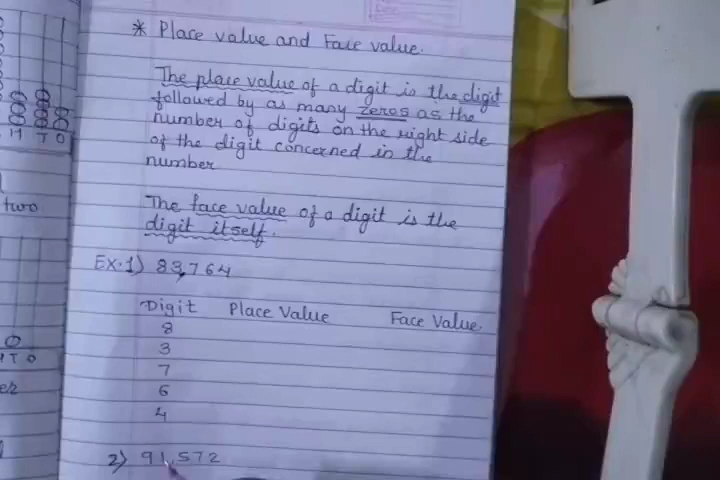 * Place value and Face value.
The place value of a digit is the digit
followed by as many zeros as the
number of digits on the right side
of the digit concerned in the
number
The face value of a digit is the
digit itself.
Ex.1) 83,764
Digit Place Value Face Value.
8
3
7
6
4
2) 91,572
H T O
two
O
H T O